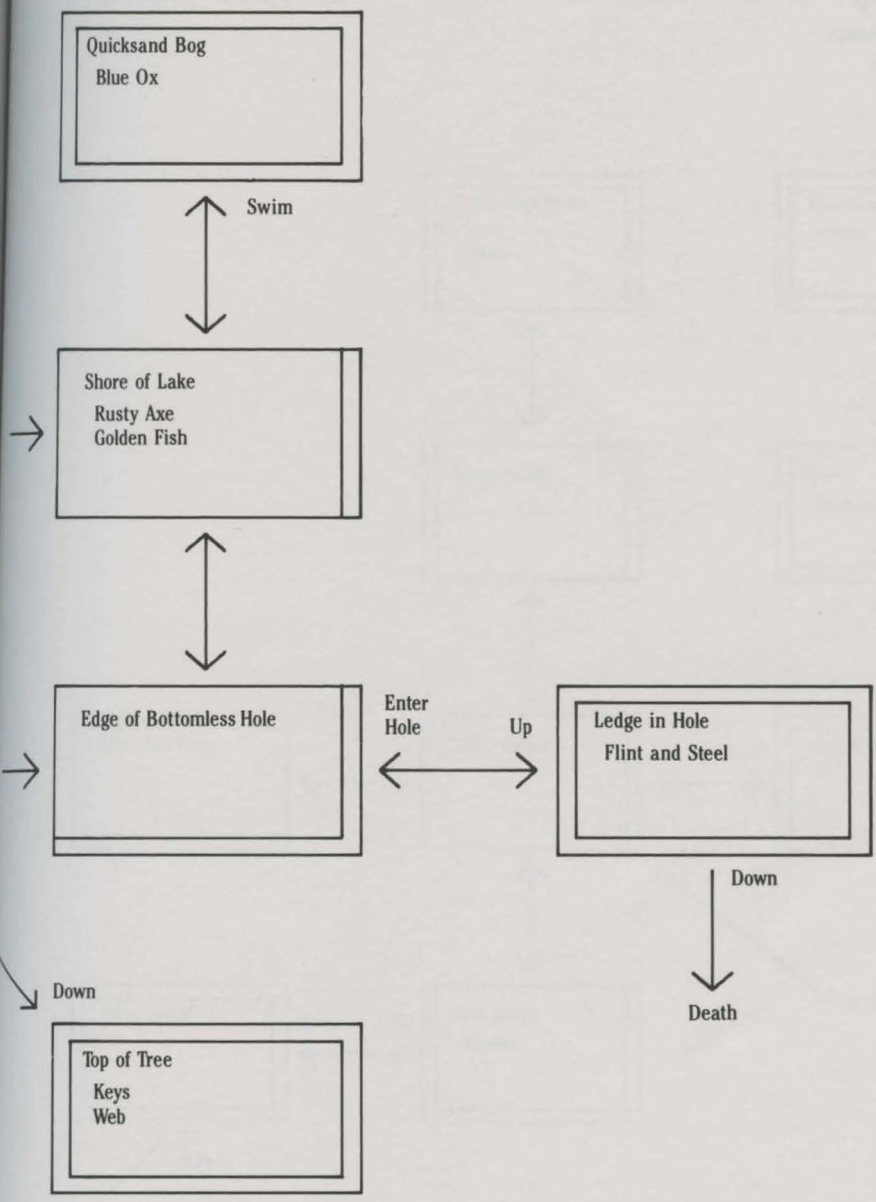 Quicksand Bog
Blue Ox
Swim
Shore of Lake
Rusty Axe
Golden Fish
Edge of Bottomless Hole
Enter
Hole
Up
Ledge in Hole
Flint and Steel
Down
Death
Down
Top of Tree
Keys
Web